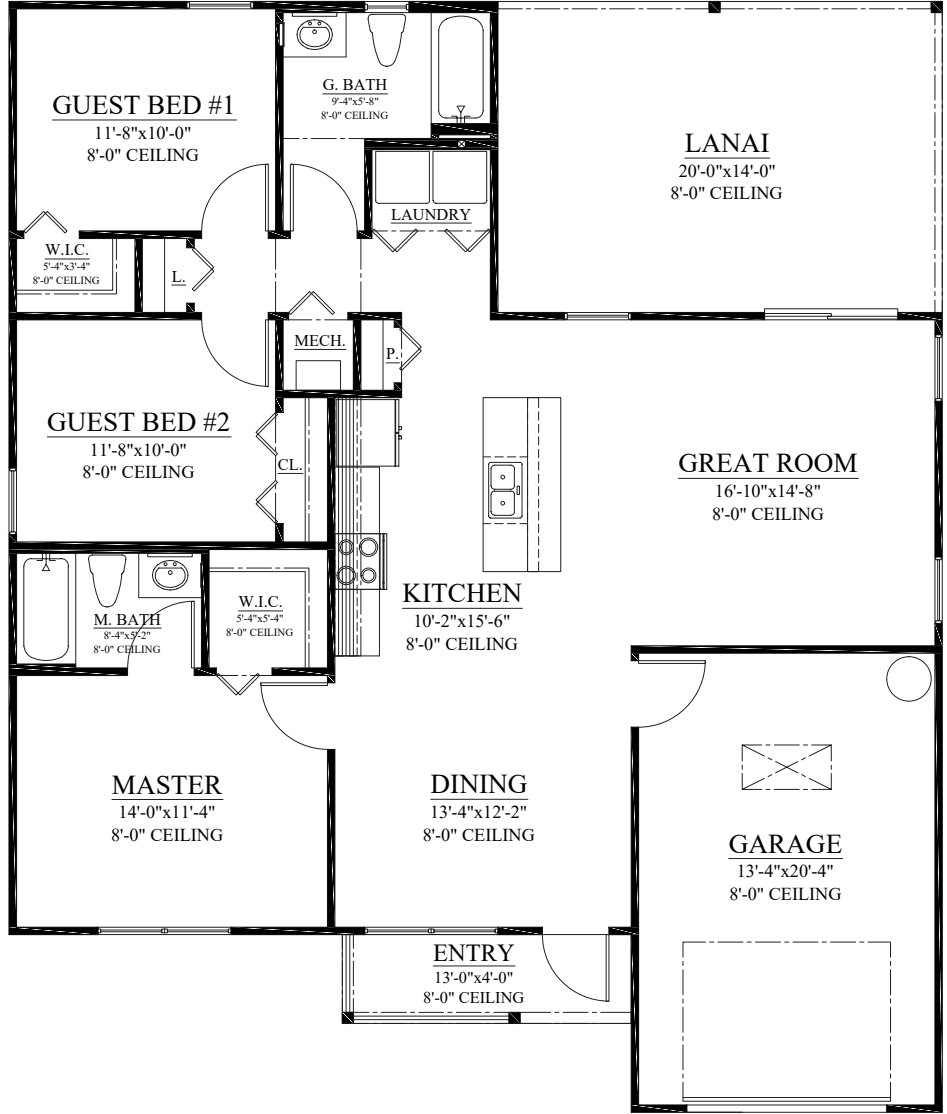 G. BATH
9'-4"x5'-8"
8'-0" CEILING
GUEST BED #1
11'-8"x10'-0"
8'-0" CEILING
LANAI
20'-0"x14'-0"
8'-0" CEILING
LAUNDRY
W.I.C.
5'-4"x3'-4"
8'-0" CEILING
L.
MECH.
P.
GUEST BED #2
11'-8"x10'-0"
8'-0" CEILING
CL.
GREAT ROOM
16'-10"x14'-8"
8'-0" CEILING
KITCHEN
10'-2"x15'-6"
8'-0" CEILING
W.I.C.
5'-4"x5'-4"
8'-0" CEILING
M. BATH
8'-4"x5'-2"
8'-0" CEILING
MASTER
14'-0"x11'-4"
8'-0" CEILING
DINING
13'-4"x12'-2"
8'-0" CEILING
GARAGE
13'-4"x20'-4"
8'-0" CEILING
ENTRY
13'-0"x4'-0"
8'-0" CEILING